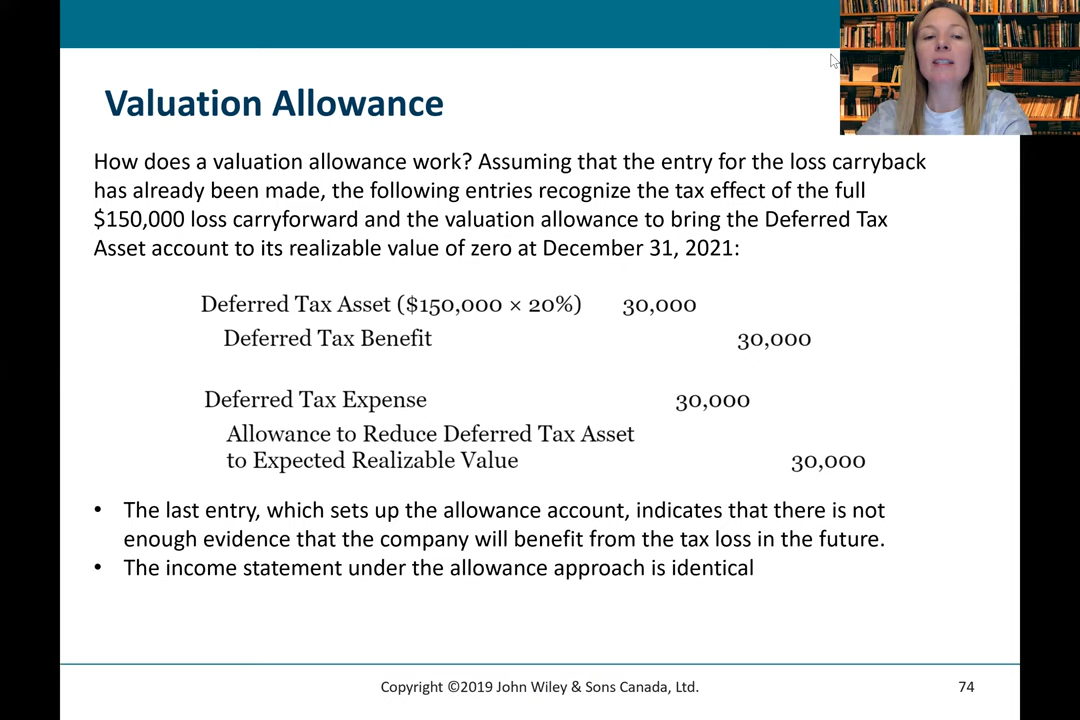 Valuation Allowance
How does a valuation allowance work? Assuming that the entry for the loss carryback
has already been made, the following entries recognize the tax effect of the full
$150,000 loss carryforward and the valuation allowance to bring the Deferred Tax
Asset account to its realizable value of zero at December 31, 2021:
Deferred Tax Asset ($150,000 × 20%) 30,000
Deferred Tax Benefit 30,000
Deferred Tax Expense 30,000
Allowance to Reduce Deferred Tax Asset
to Expected Realizable Value 30,000
• The last entry, which sets up the allowance account, indicates that there is not
enough evidence that the company will benefit from the tax loss in the future.
• The income statement under the allowance approach is identical
Copyright ©2019 John Wiley & Sons Canada, Ltd. 74